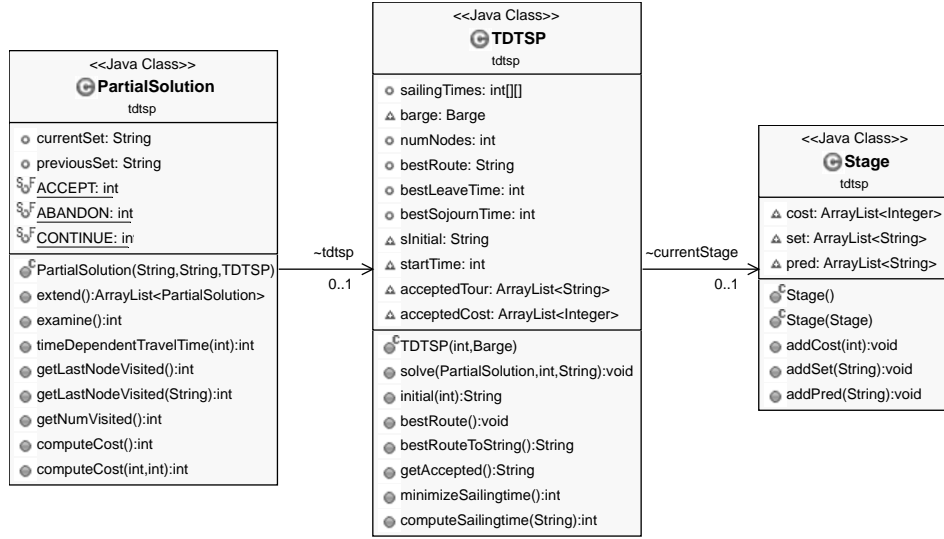 <<Java Class>>
PartialSolution
tdtsp
currentSet: String
previousSet: String
ACCEPT: int
ABANDON: int
CONTINUE: int
PartialSolution(String,String,TDTSP)
extend():ArrayList<PartialSolution>
examine():int
timeDependentTravelTime(int):int
getLastNodeVisited():int
getLastNodeVisited(String):int
getNumVisited():int
computeCost():int
computeCost(int,int):int
~tdtsp
0..1
<<Java Class>>
TDTSP
tdtsp
sailingTimes: int[][]
barge: Barge
numNodes: int
bestRoute: String
bestLeaveTime: int
bestSojournTime: int
sInitial: String
startTime: int
acceptedTour: ArrayList<String>
acceptedCost: ArrayList<Integer>
TDTSP(int,Barge)
solve(PartialSolution,int,String):void
initial(int):String
bestRoute():void
bestRouteToString():String
getAccepted():String
minimizeSailingtime():int
computeSailingtime(String):int
~currentStage
0..1
<<Java Class>>
Stage
tdtsp
cost: ArrayList<Integer>
set: ArrayList<String>
pred: ArrayList<String>
Stage()
Stage(Stage)
addCost(int):void
addSet(String):void
addPred(String):void